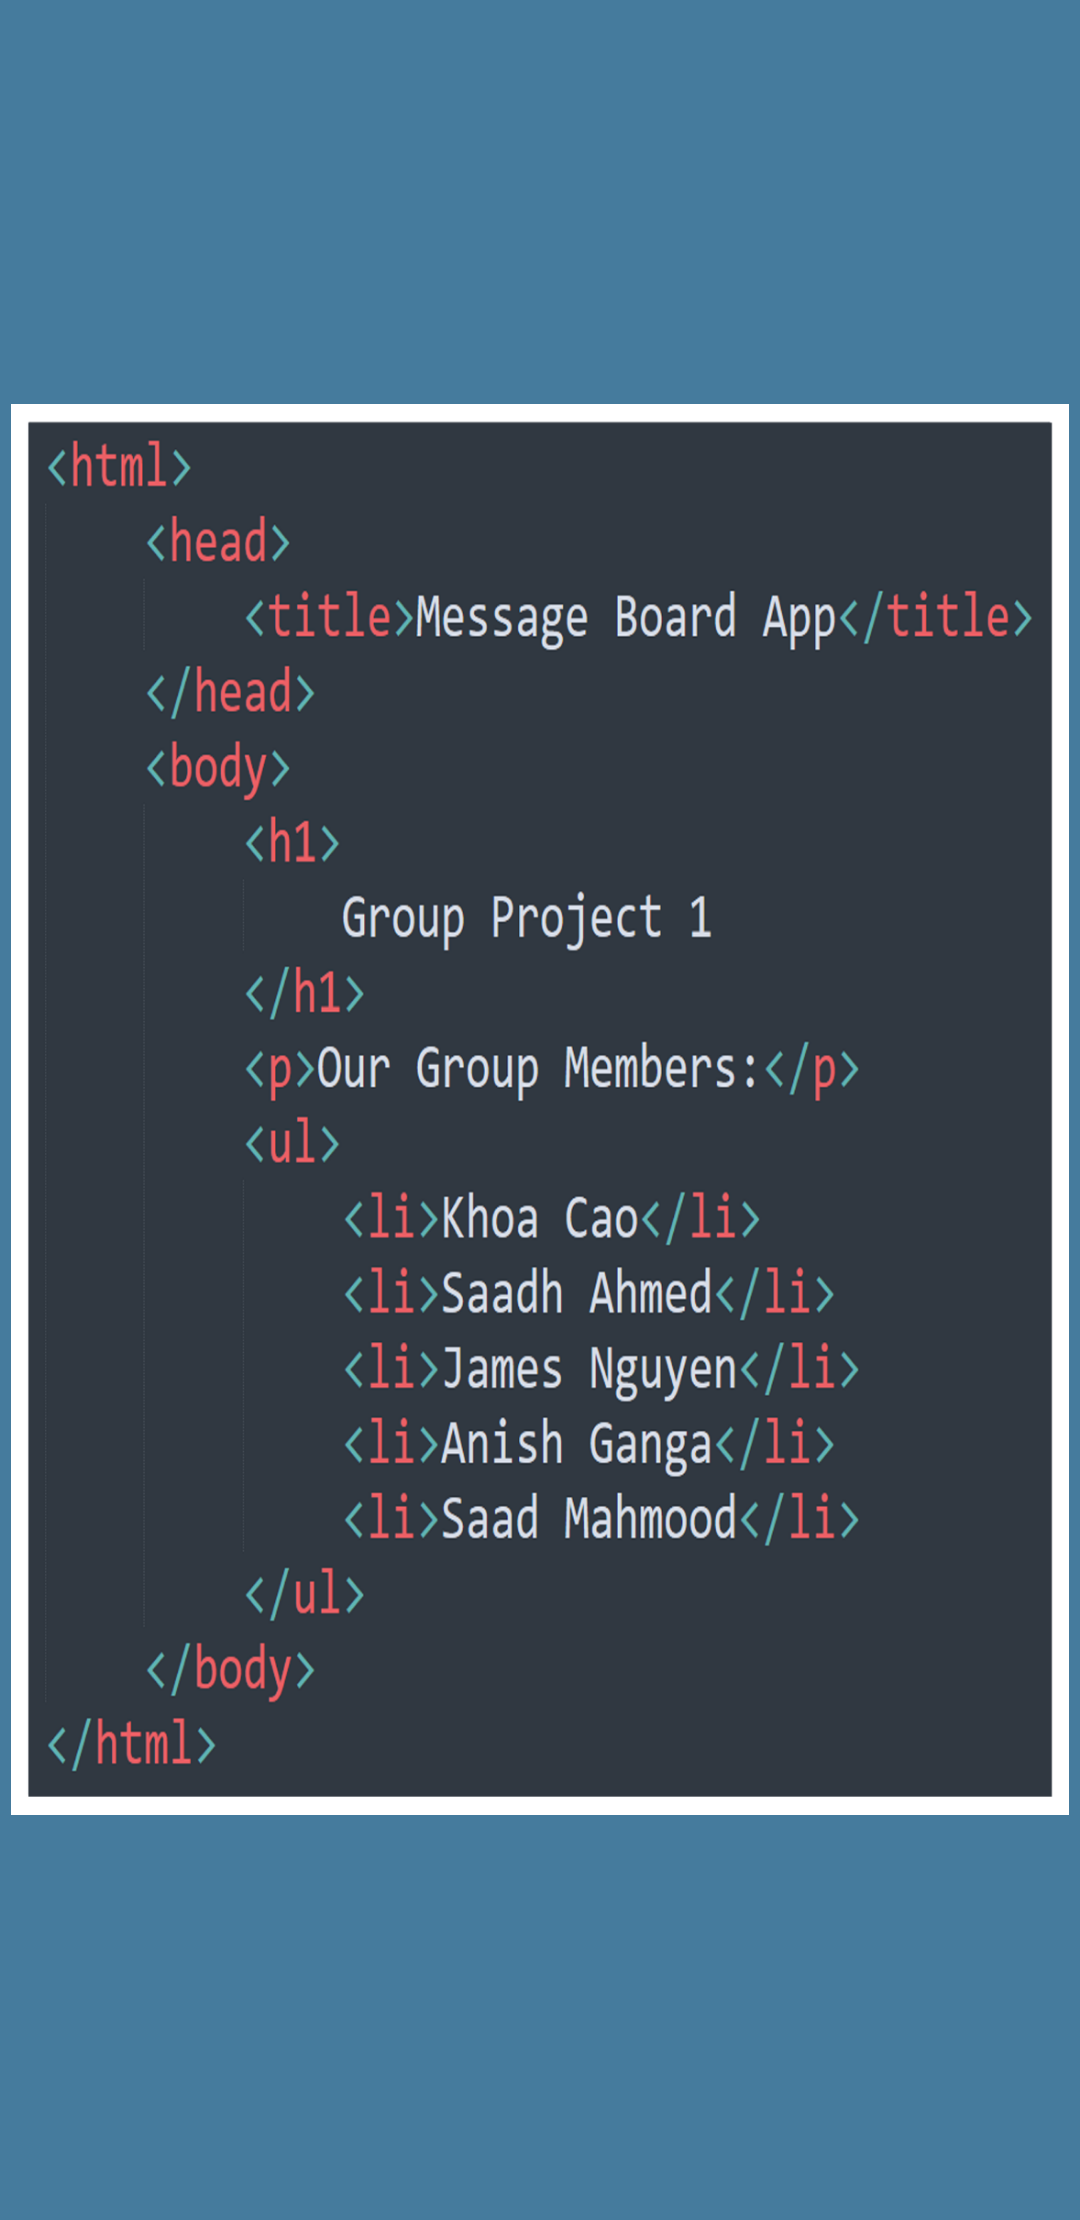 <html>
    <head>
        <title>Message Board App</title>
    </head>
    <body>
        <h1>
            Group Project 1
        </h1>
        <p>Our Group Members:</p>
        <ul>
            <li>Khoa Cao</li>
            <li>Saadh Ahmed</li>
            <li>James Nguyen</li>
            <li>Anish Ganga</li>
            <li>Saad Mahmood</li>
        </ul>
    </body>
</html>